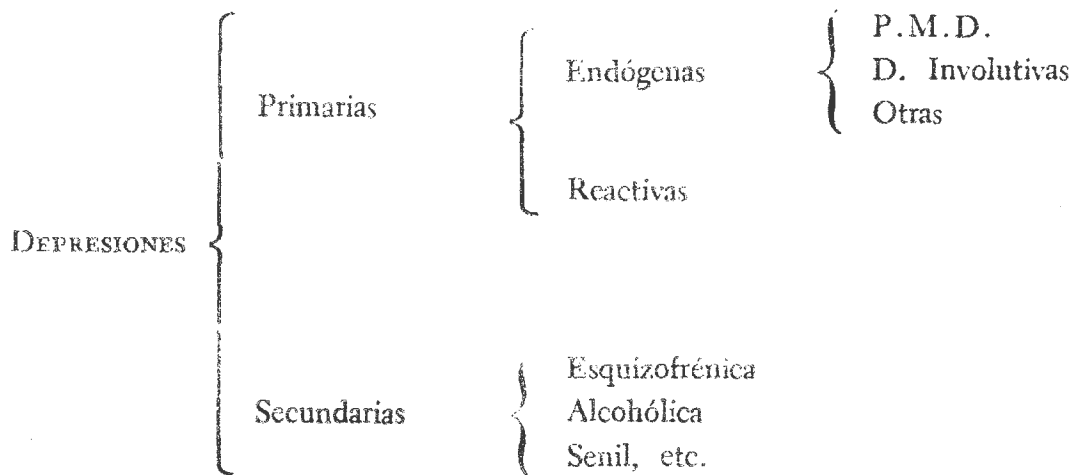 P.M.D.
Endógenas
D. Involutivas
Primarias
Otras
Reactivas
DEPRESIONES
Esquizofrénica
Secundarias
Alcohólica
Senil, etc.